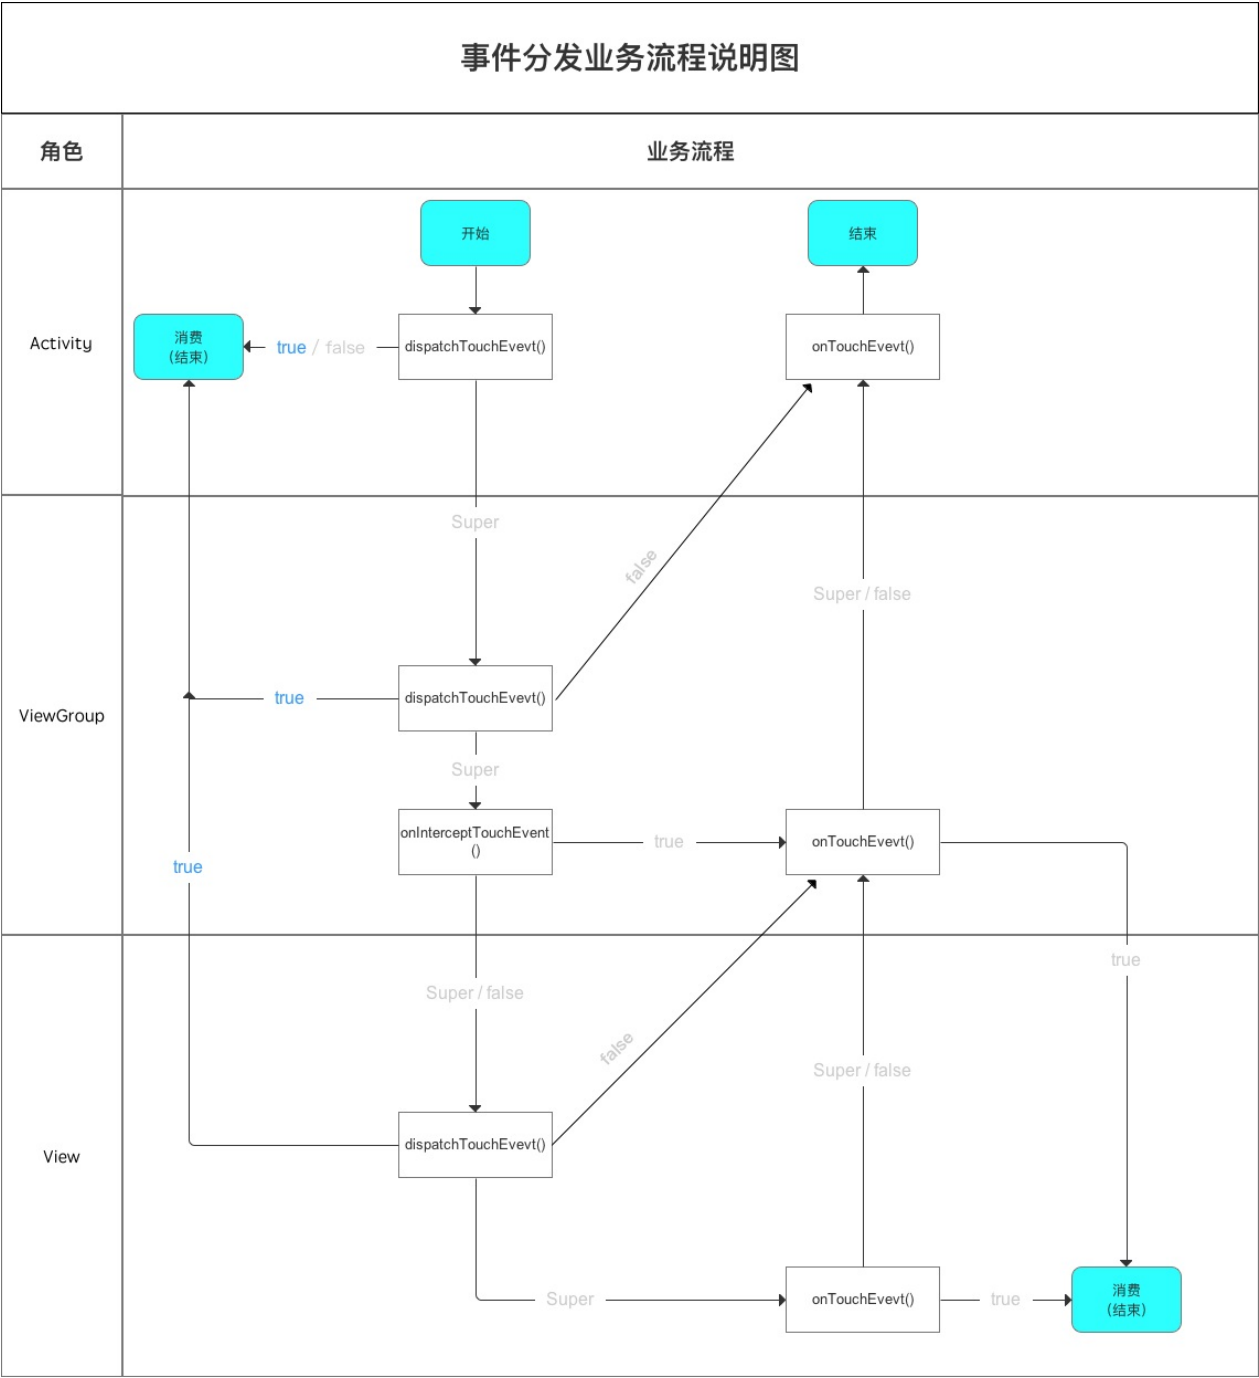 事件分发业务流程说明图
角色
业务流程
开始
结束
Activity
消费
(结束)
true / false
dispatchTouchEvevt()
onTouchEvevt()
Super
false
Super / false
ViewGroup
true
dispatchTouchEvevt()
Super
onInterceptTouchEvent
()
true
onTouchEvevt()
true
true
Super / false
false
Super / false
View
dispatchTouchEvevt()
Super
onTouchEvevt()
true
消费
(结束)